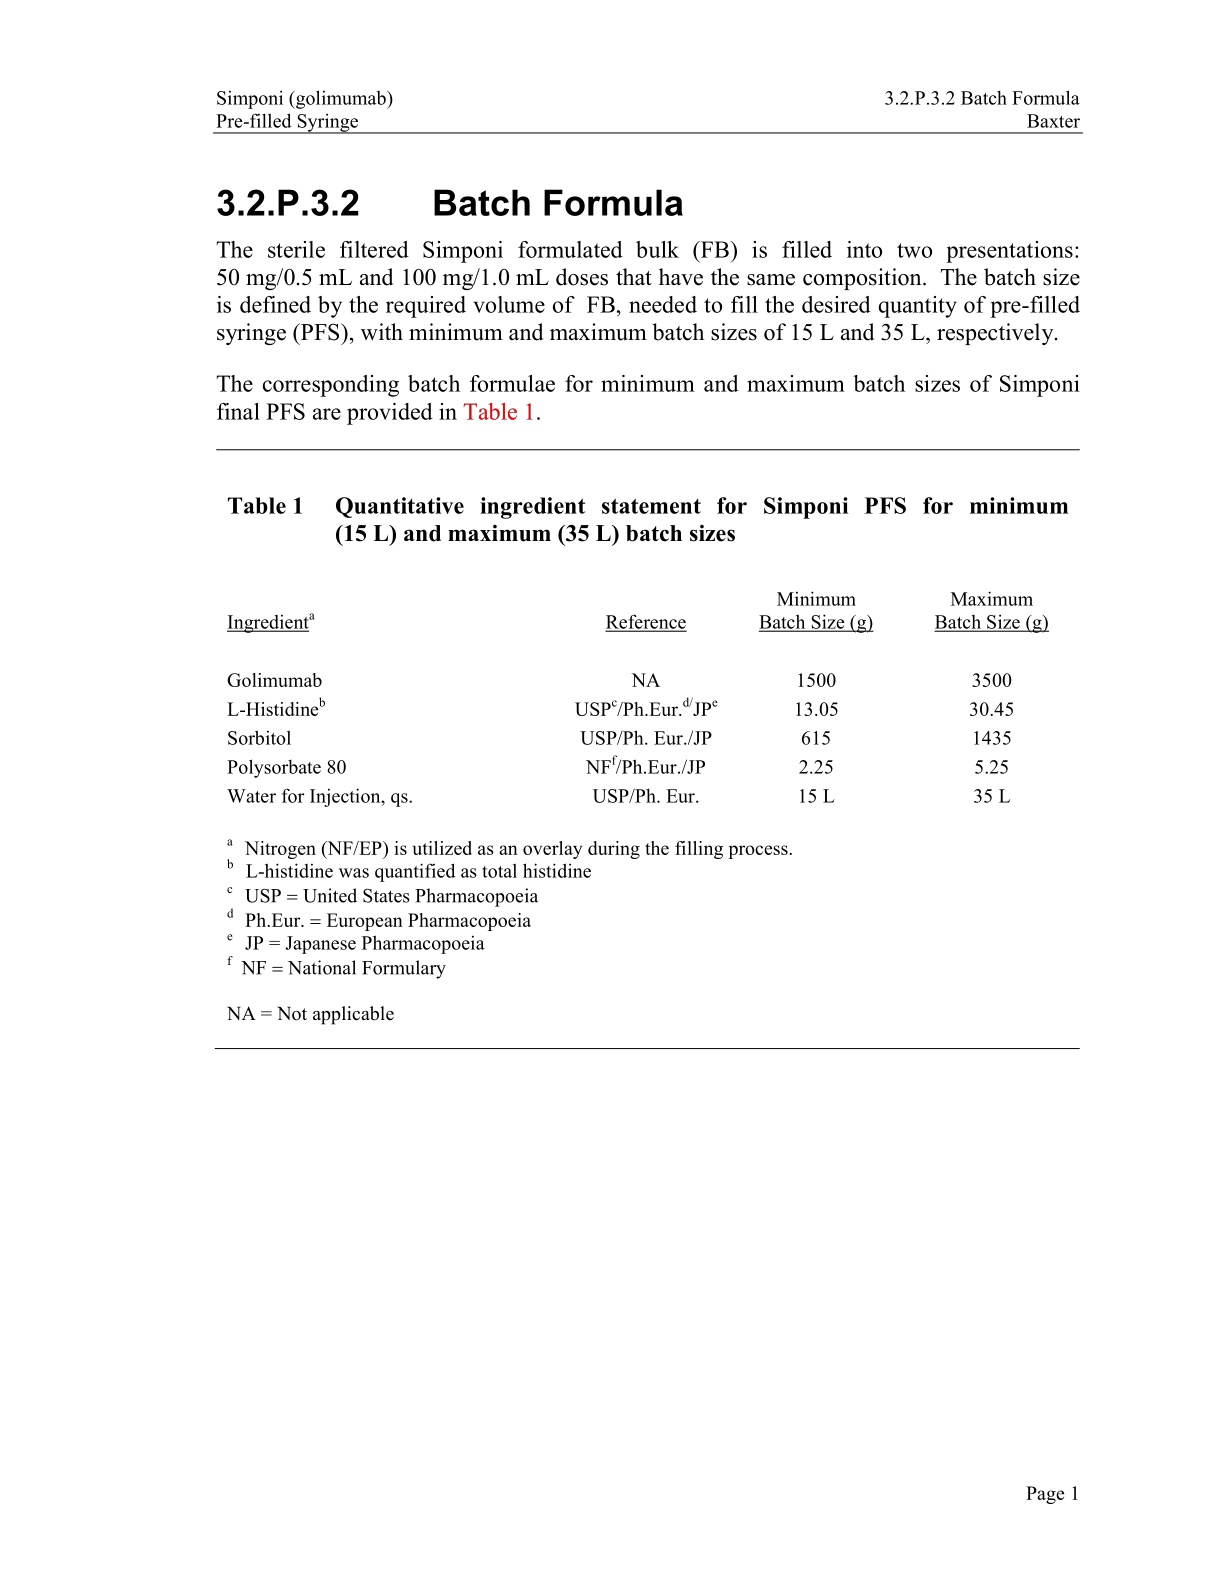 Simponi (golimumab) 3.2.P.3.2 Batch Formula
Pre-filled Syringe Baxter
3.2.P.3.2 Batch Formula
The sterile filtered Simponi formulated bulk (FB) is filled into two presentations:
50 mg/0.5 mL and 100 mg/1.0 mL doses that have the same composition. The batch size
is defined by the required volume of FB, needed to fill the desired quantity of pre-filled
syringe (PFS), with minimum and maximum batch sizes of 15 L and 35 L, respectively.
The corresponding batch formulae for minimum and maximum batch sizes of Simponi
final PFS are provided in Table 1.
Table 1 Quantitative ingredient statement for Simponi PFS for minimum
(15 L) and maximum (35 L) batch sizes
Minimum Maximum
Ingredientᵃ Reference Batch Size (g) Batch Size (g)
Golimumab NA 1500 3500
L-Histidineᵇ USPᶜ/Ph.Eur.ᵈ/JPᵉ 13.05 30.45
Sorbitol USP/Ph. Eur./JP 615 1435
Polysorbate 80 NFᶠ/Ph.Eur./JP 2.25 5.25
Water for Injection, qs. USP/Ph. Eur. 15 L 35 L
ᵃ Nitrogen (NF/EP) is utilized as an overlay during the filling process.
ᵇ L-histidine was quantified as total histidine
ᶜ USP = United States Pharmacopoeia
ᵈ Ph.Eur. = European Pharmacopoeia
ᵉ JP = Japanese Pharmacopoeia
ᶠ NF = National Formulary
NA = Not applicable
Page 1